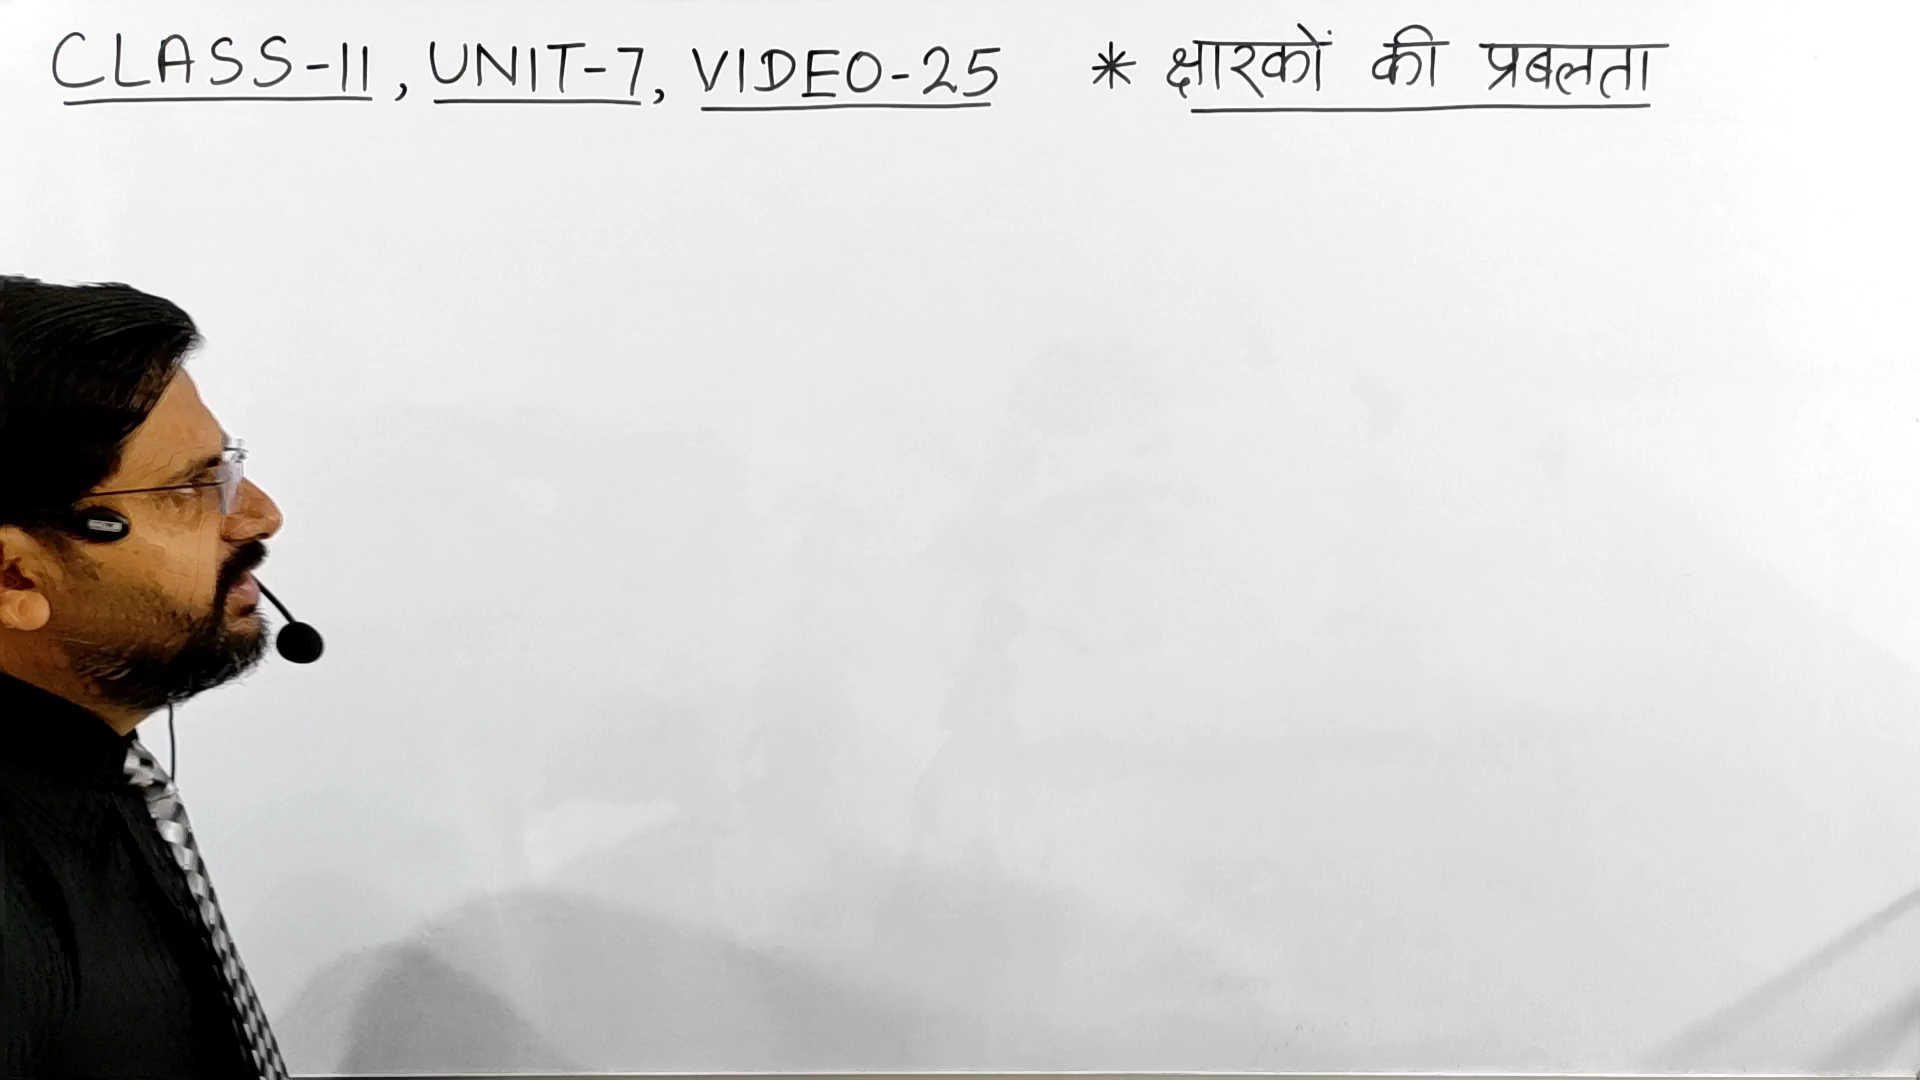 CLASS-11, UNIT-7, VIDEO-25 * क्षारकों की प्रबलता